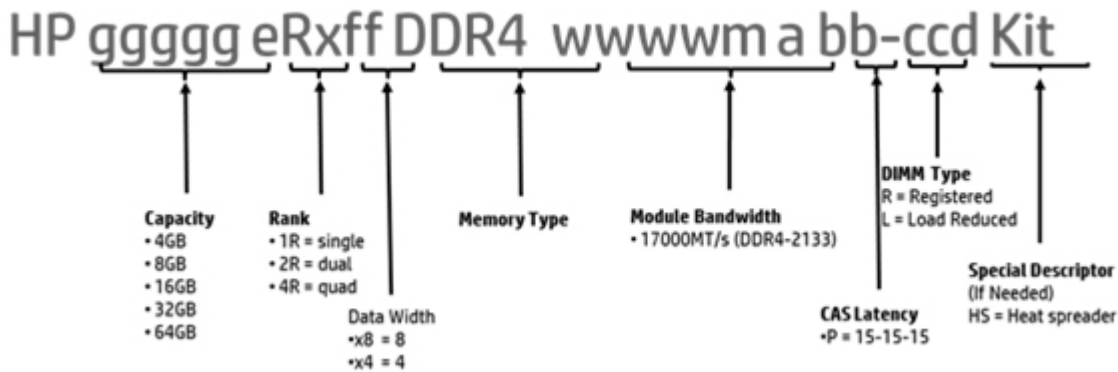 HP ggggg eRxff DDR4 wwwwm a bb-ccd Kit
Capacity
• 4GB
• 8GB
• 16GB
• 32GB
• 64GB
Rank
• 1R = single
• 2R = dual
• 4R = quad
Data Width
•x8 = 8
•x4 = 4
Memory Type
Module Bandwidth
• 17000MT/s (DDR4-2133)
CAS Latency
•P = 15-15-15
DIMM Type
R = Registered
L = Load Reduced
Special Descriptor
(If Needed)
HS = Heat spreader